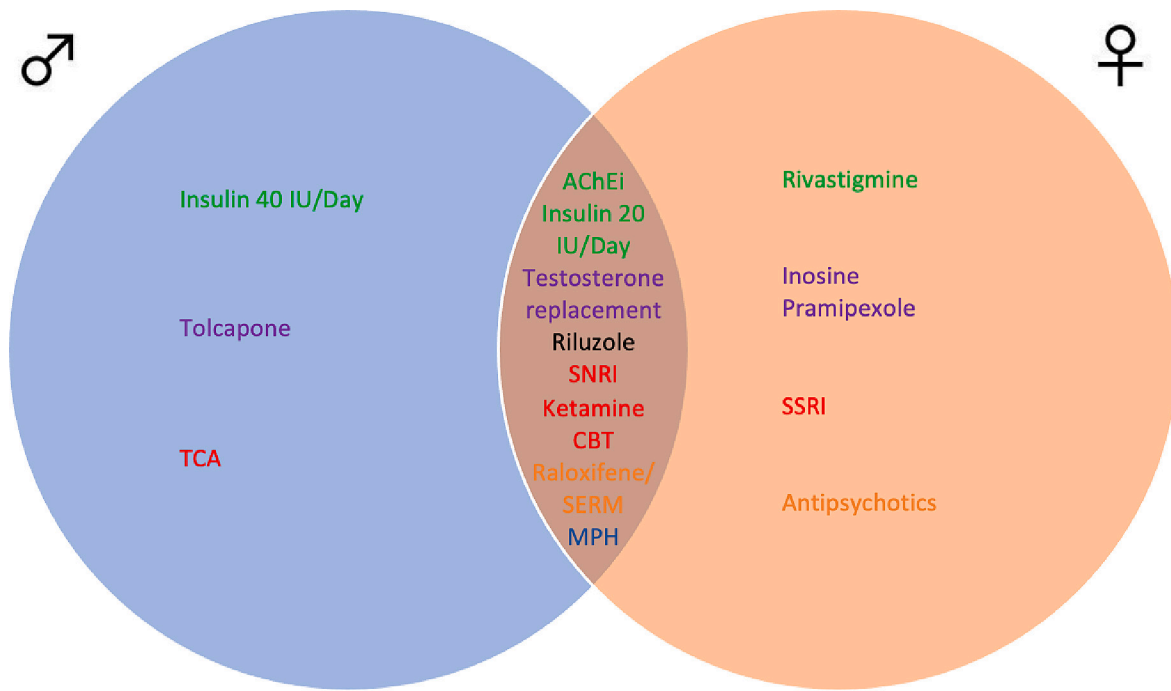 ♂
♀
Insulin 40 IU/Day
Tolcapone
TCA
AChEi
Insulin 20
IU/Day
Testosterone
replacement
Riluzole
SNRI
Ketamine
CBT
Raloxifene/
SERM
MPH
Rivastigmine
Inosine
Pramipexole
SSRI
Antipsychotics